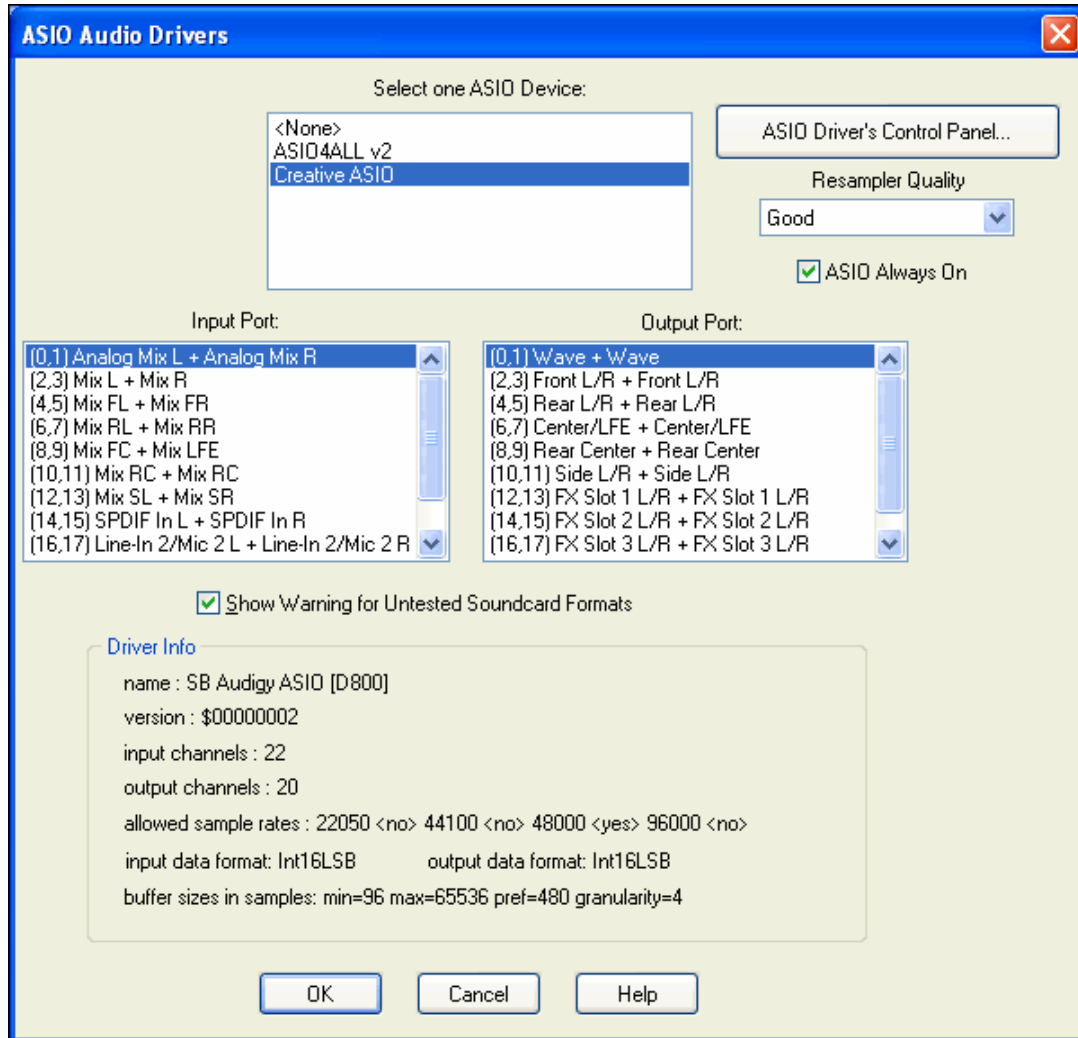 ASIO Audio Drivers
Select one ASIO Device:
<None>
ASIO4ALL v2
Creative ASIO
ASIO Driver's Control Panel...
Resampler Quality
Good
ASIO Always On
Input Port:
(0,1) Analog Mix L + Analog Mix R
(2,3) Mix L + Mix R
(4,5) Mix FL + Mix FR
(6,7) Mix RL + Mix RR
(8,9) Mix FC + Mix LFE
(10,11) Mix RC + Mix RC
(12,13) Mix SL + Mix SR
(14,15) SPDIF In L + SPDIF In R
(16,17) Line-In 2/Mic 2 L + Line-In 2/Mic 2 R
Output Port:
(0,1) Wave + Wave
(2,3) Front L/R + Front L/R
(4,5) Rear L/R + Rear L/R
(6,7) Center/LFE + Center/LFE
(8,9) Rear Center + Rear Center
(10,11) Side L/R + Side L/R
(12,13) FX Slot 1 L/R + FX Slot 1 L/R
(14,15) FX Slot 2 L/R + FX Slot 2 L/R
(16,17) FX Slot 3 L/R + FX Slot 3 L/R
Show Warning for Untested Soundcard Formats
Driver Info
name : SB Audigy ASIO [D800]
version : $00000002
input channels : 22
output channels : 20
allowed sample rates : 22050 <no> 44100 <no> 48000 <yes> 96000 <no>
input data format: Int16LSB output data format: Int16LSB
buffer sizes in samples: min=96 max=65536 pref=480 granularity=4
OK Cancel Help